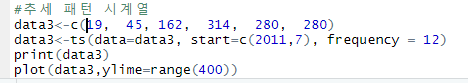 #추세 패턴 시계열
data3<-c(19,  45, 162,  314,  280,  280)
data3<-ts(data=data3, start=c(2011,7), frequency = 12)
print(data3)
plot(data3,ylime=range(400))